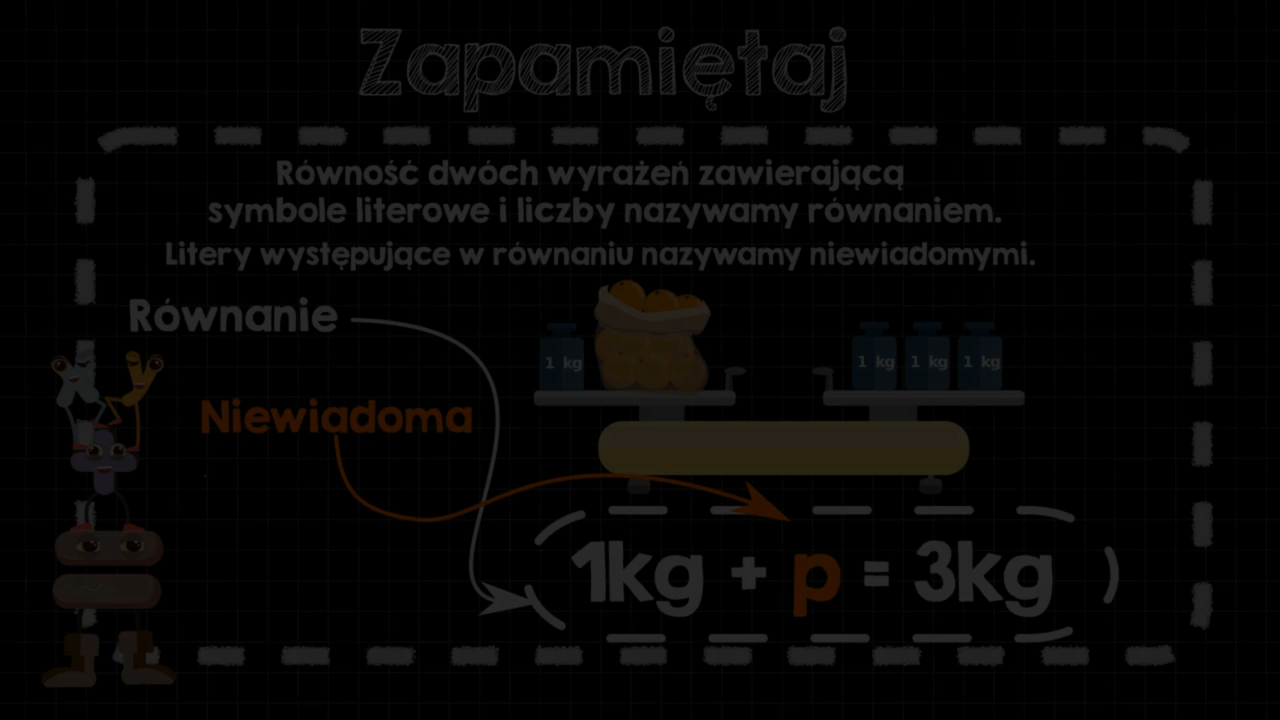 Zapamiętaj
Równość dwóch wyrażeń zawierającą
symbole literowe i liczby nazywamy równaniem.
Litery występujące w równaniu nazywamy niewiadomymi.
Równanie
1 kg
1 kg 1 kg 1 kg
Niewiadoma
1kg + p = 3kg